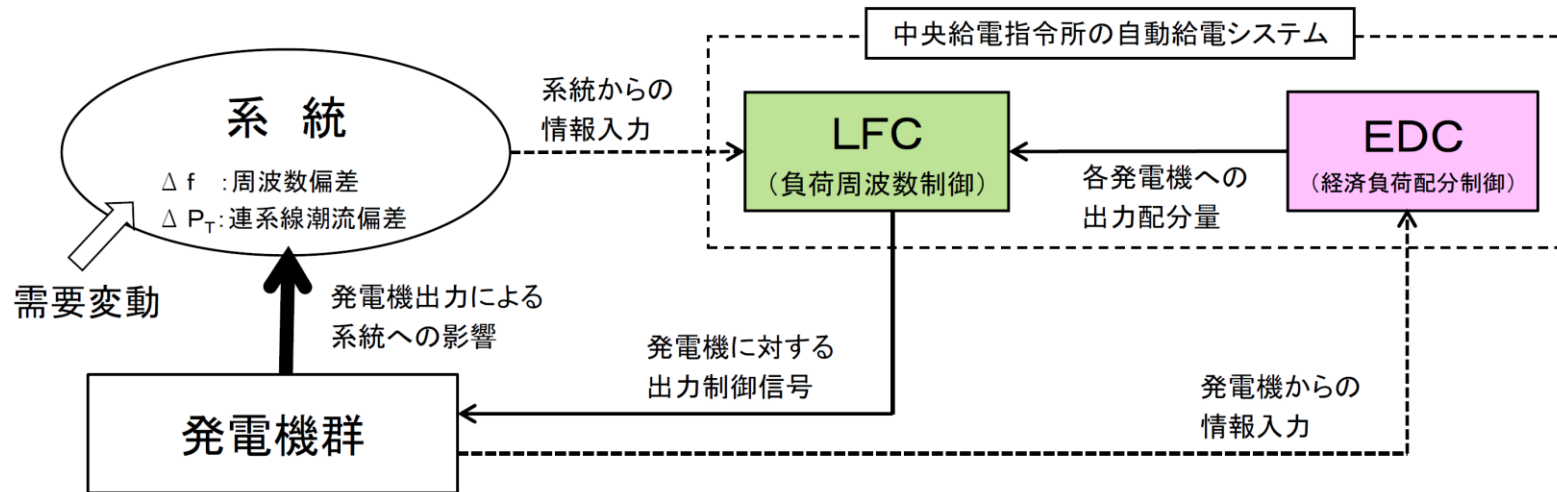 中央給電指令所の自動給電システム
系 統
Δ f :周波数偏差
Δ PT:連系線潮流偏差
系統からの
情報入力
LFC
(負荷周波数制御)
EDC
(経済負荷配分制御)
各発電機への
出力配分量
需要変動
発電機出力による
系統への影響
発電機に対する
出力制御信号
発電機からの
情報入力
発電機群